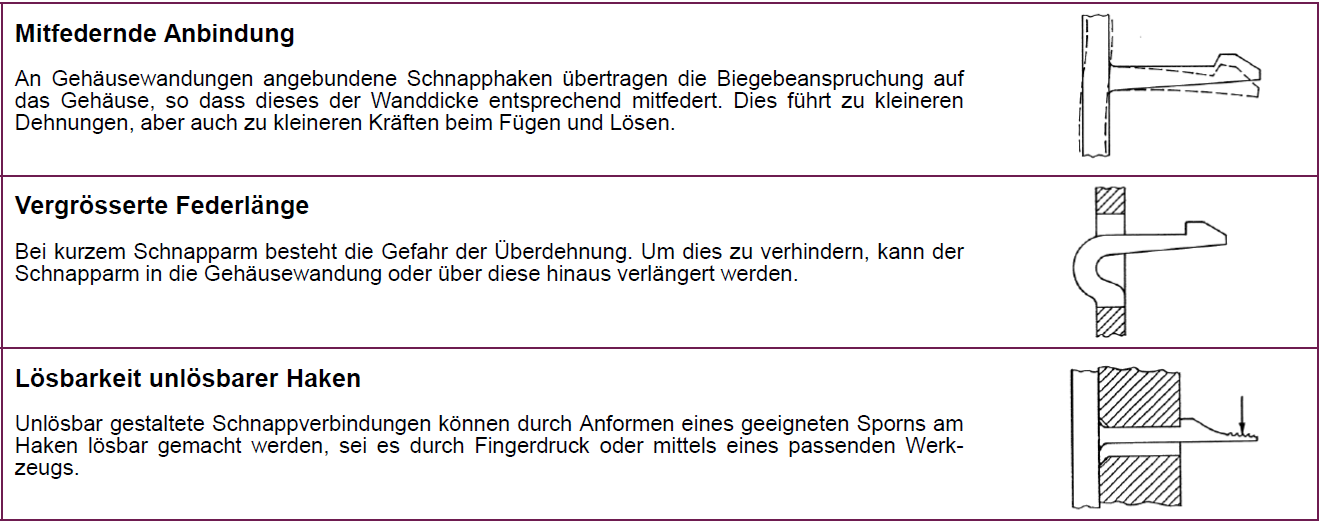 Mitfedernde Anbindung
An Gehäusewandungen angebundene Schnapphaken übertragen die Biegebeanspruchung auf
das Gehäuse, so dass dieses der Wanddicke entsprechend mitfedert. Dies führt zu kleineren
Dehnungen, aber auch zu kleineren Kräften beim Fügen und Lösen.
Vergrösserte Federlänge
Bei kurzem Schnapparm besteht die Gefahr der Überdehnung. Um dies zu verhindern, kann der
Schnapparm in die Gehäusewandung oder über diese hinaus verlängert werden.
Lösbarkeit unlösbarer Haken
Unlösbar gestaltete Schnappverbindungen können durch Anformen eines geeigneten Sporns am
Haken lösbar gemacht werden, sei es durch Fingerdruck oder mittels eines passenden Werk-
zeugs.